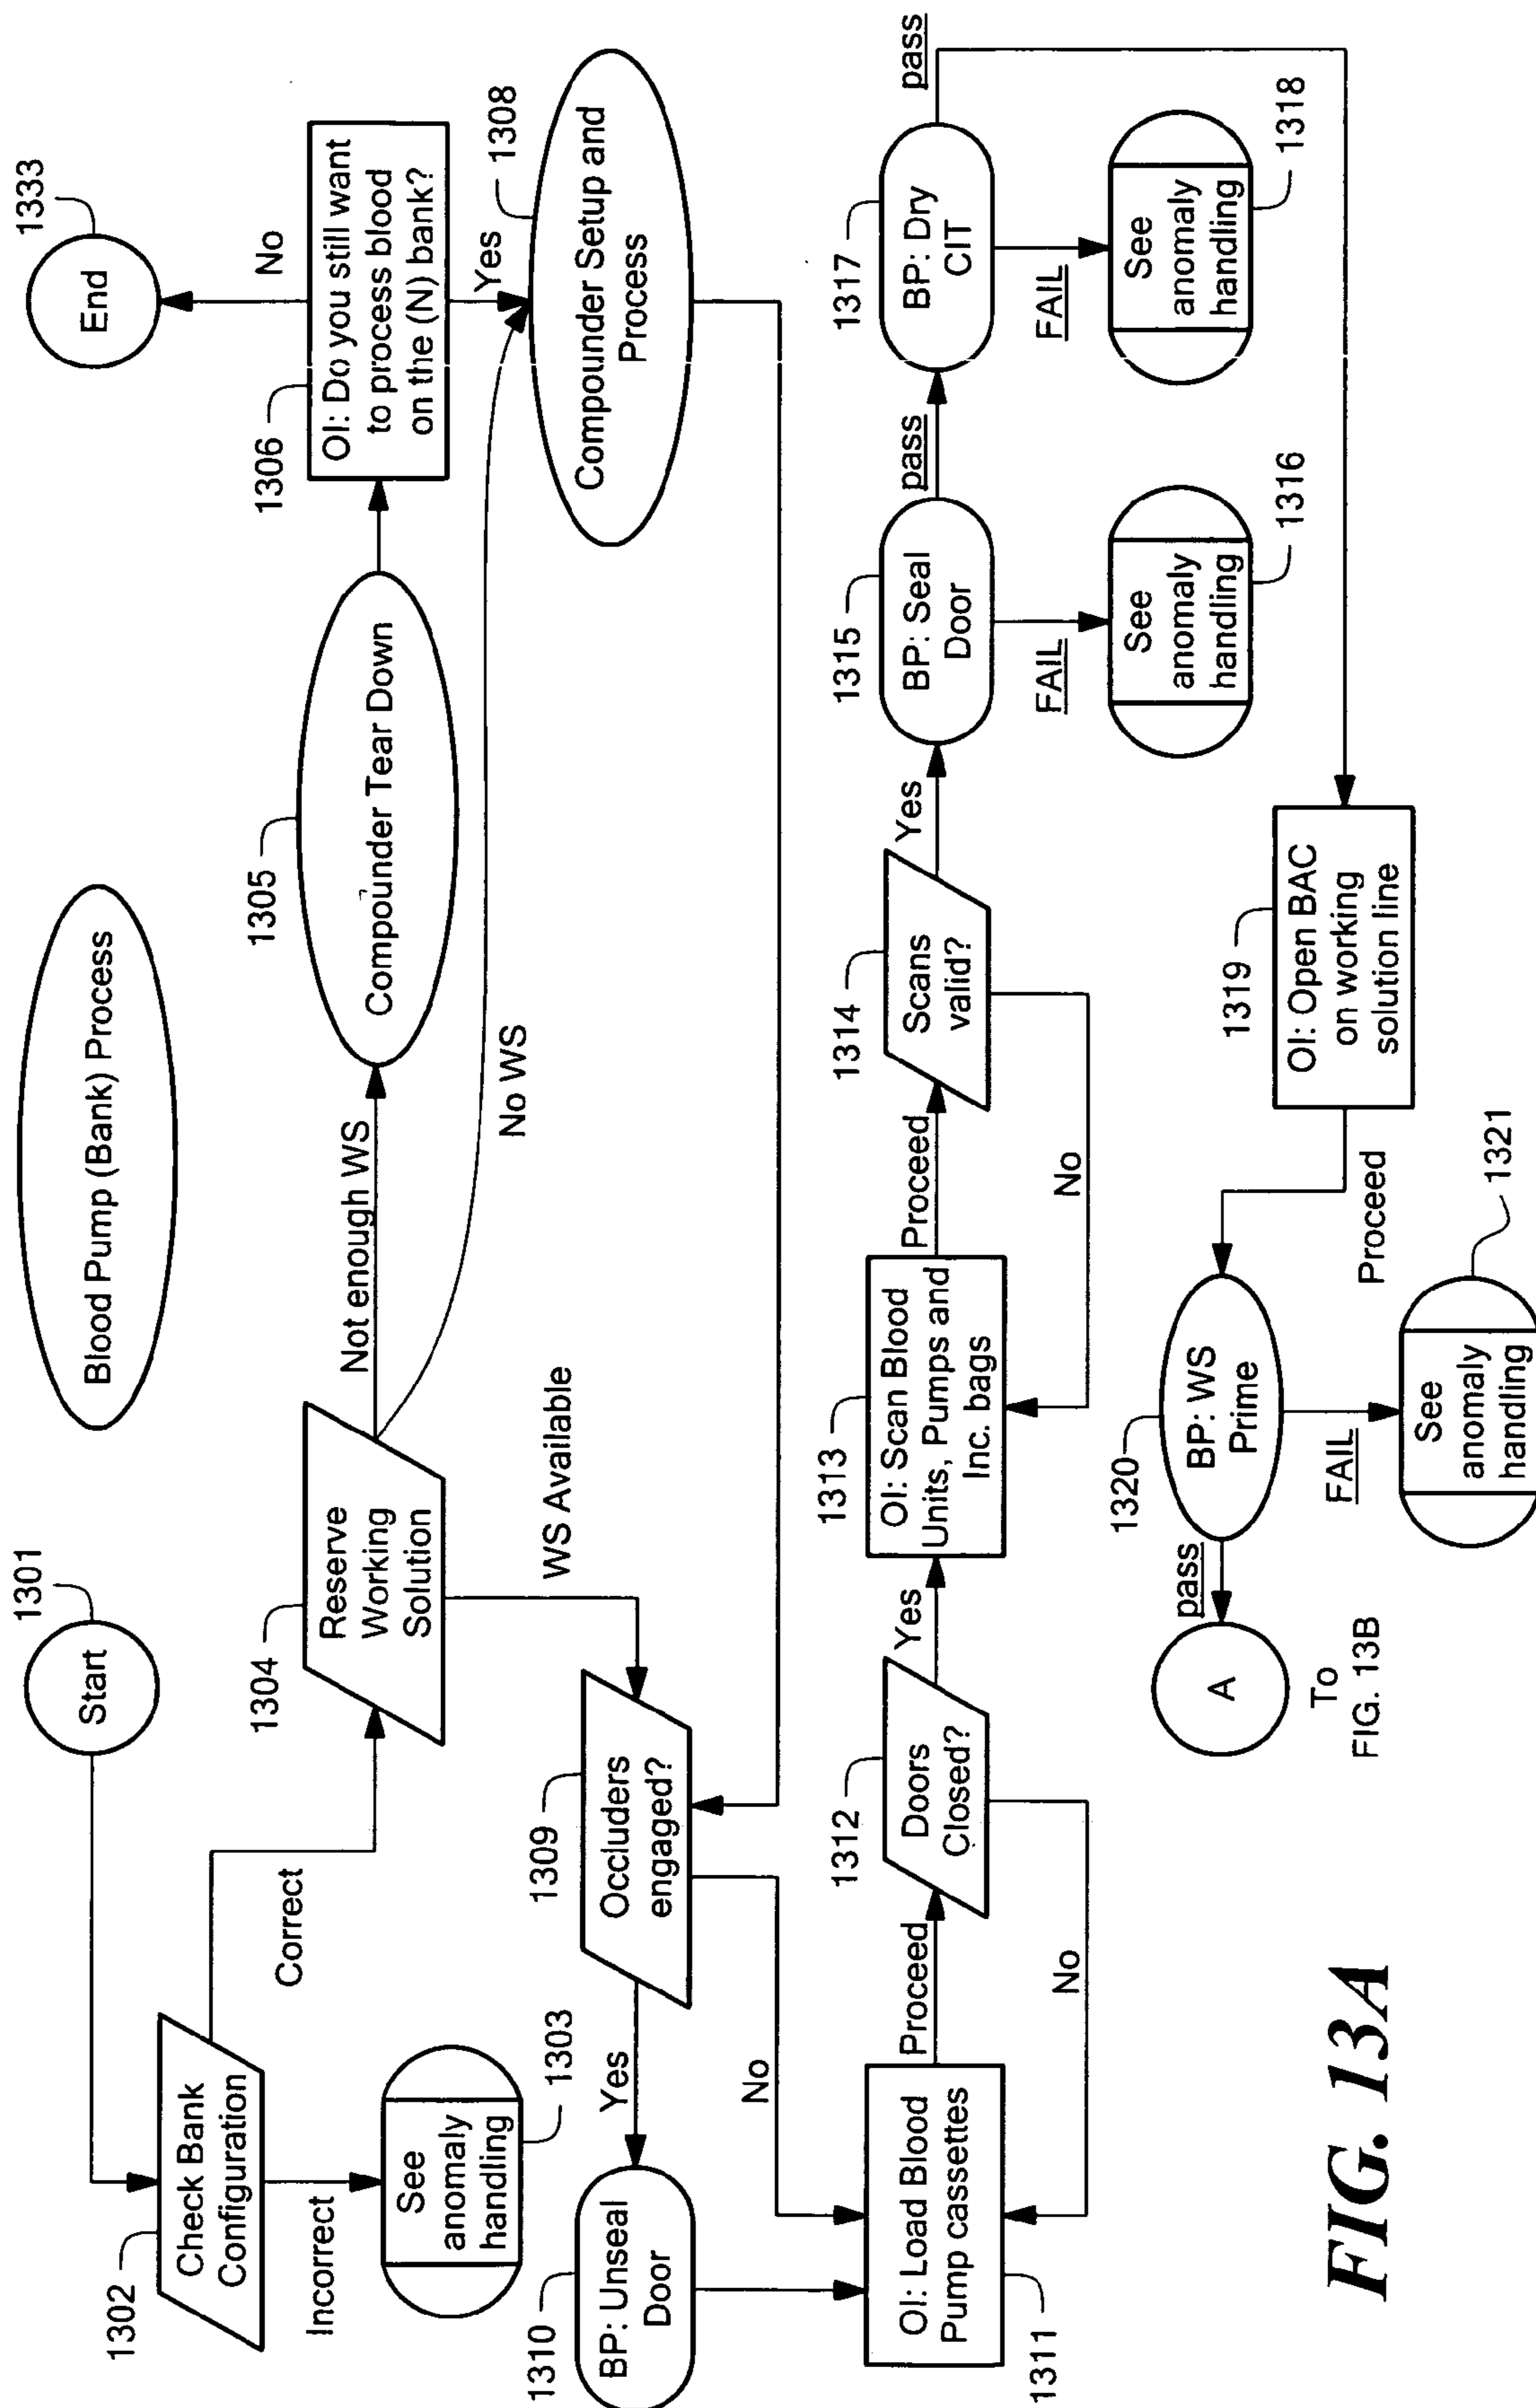 Blood Pump (Bank) Process
1301
Start
1333
End
1302
Check Bank
Configuration
Correct
Incorrect
See
anomaly
handling
1303
1304
Reserve
Working
Solution
Not enough WS
No WS
WS Available
1305
Compounder Tear Down
1306
OI: Do you still want
to process blood
on the (N) bank?
No
Yes
1308
Compounder Setup and
Process
1309
Occluders
engaged?
Yes
No
1310
BP: Unseal
Door
1311
OI: Load Blood
Pump cassettes
Proceed
1312
Doors
Closed?
Yes
No
1313
OI: Scan Blood
Units, Pumps and
Inc. bags
Proceed
1314
Scans
valid?
Yes
No
1315
BP: Seal
Door
pass
FAIL
See
anomaly
handling
1316
1317
BP: Dry
CIT
pass
FAIL
See
anomaly
handling
1318
1319
OI: Open BAC
on working
solution line
Proceed
1320
BP: WS
Prime
pass
FAIL
See
anomaly
handling
1321
A
To
FIG. 13B
FIG. 13A